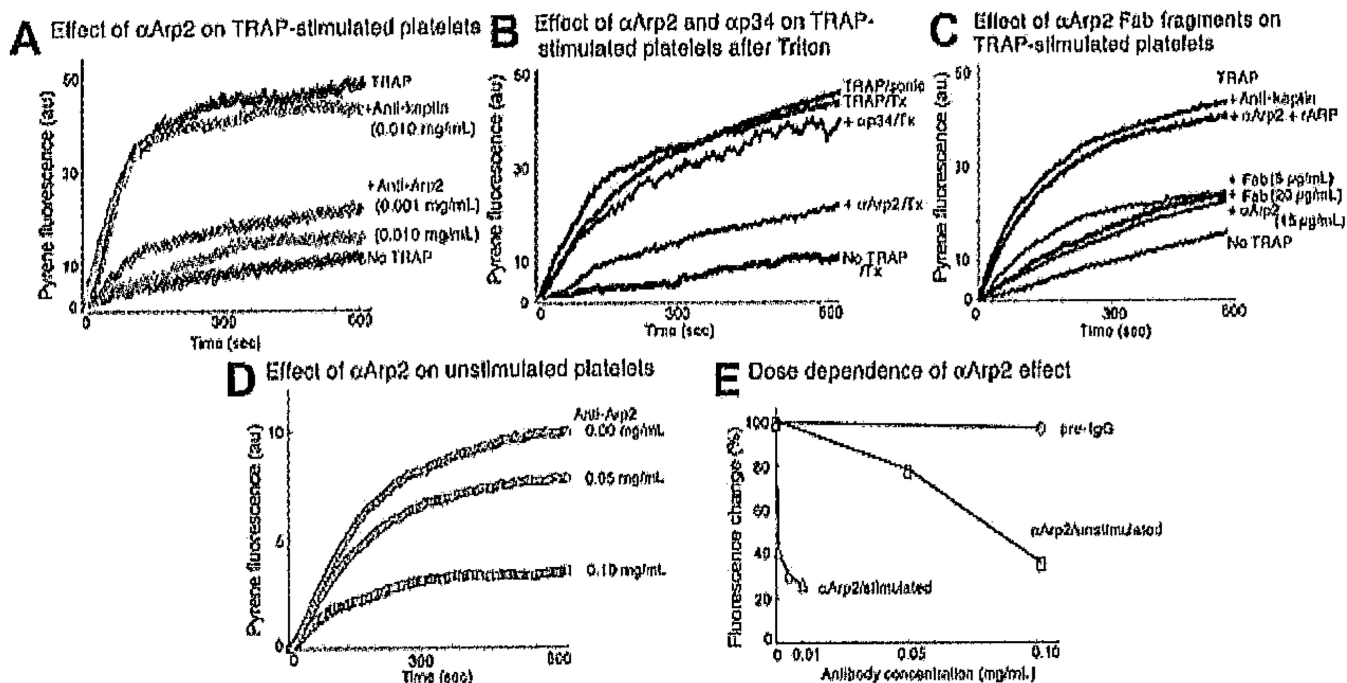 A Effect of αArp2 on TRAP-stimulated platelets
Pyrene fluorescence (au)
50
30
10
0
TRAP
+Anti-kaptin
(0.010 mg/mL)
+Anti-Arp2
(0.001 mg/mL)
(0.010 mg/mL)
No TRAP
0 300 600
Time (sec)
B Effect of αArp2 and αp34 on TRAP-
stimulated platelets after Triton
Pyrene fluorescence (au)
50
30
10
0
TRAP/sonic
TRAP/Tx
+ αp34/Tx
+ αArp2/Tx
No TRAP
/Tx
0 300 600
Time (sec)
C Effect of αArp2 Fab fragments on
TRAP-stimulated platelets
Pyrene fluorescence (au)
50
30
10
0
TRAP
+ Anti-kaptin
+ αArp2 + rARP
+ Fab (5 µg/mL)
+ Fab (20 µg/mL)
+ αArp2
(15 µg/mL)
No TRAP
0 300 600
Time (sec)
D Effect of αArp2 on unstimulated platelets
Pyrene fluorescence (au)
10
5
0
Anti-Arp2
0.00 mg/mL
0.05 mg/mL
0.10 mg/mL
0 300 600
Time (sec)
E Dose dependence of αArp2 effect
Fluorescence change (%)
100
80
60
40
20
0
pre-IgG
αArp2/unstimulated
αArp2/stimulated
0 0.01 0.05 0.10
Antibody concentration (mg/mL)